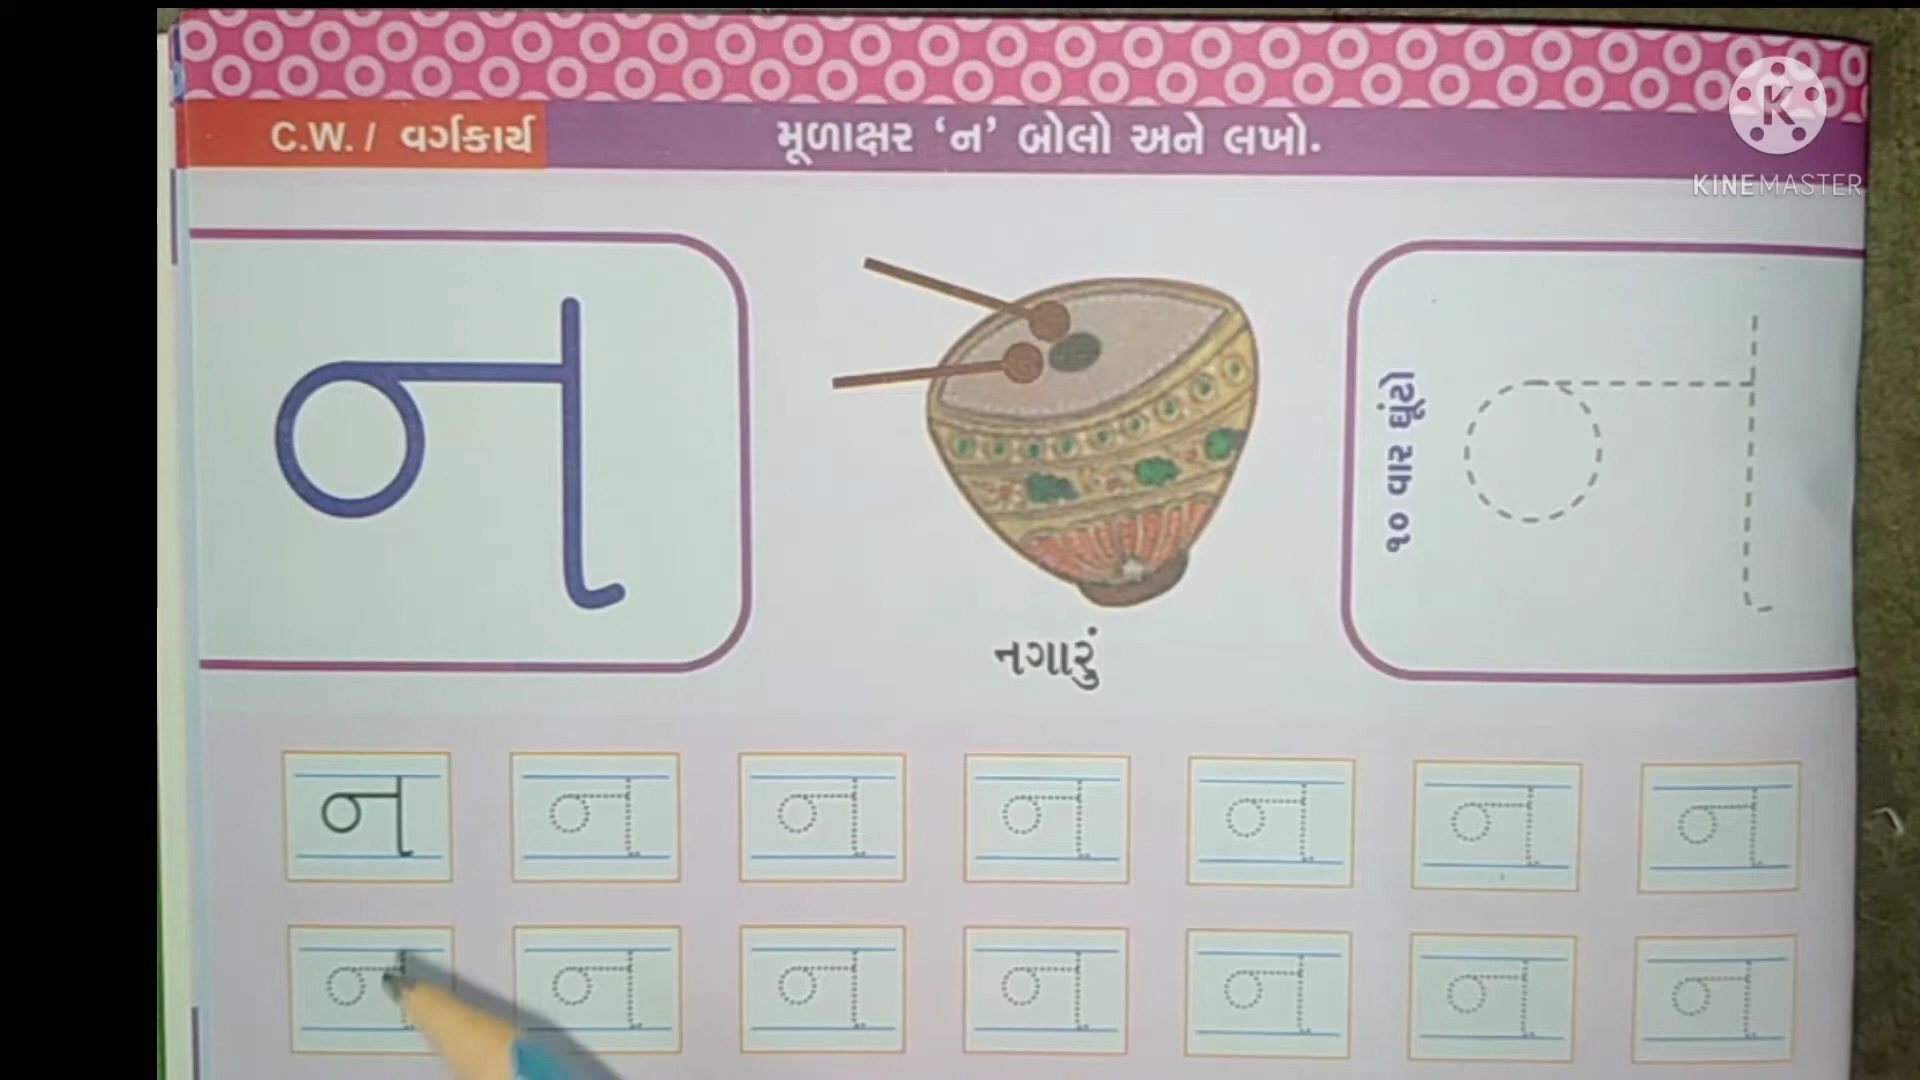 C.W. / વર્ગકાર્ય
મૂળાક્ષર ‘ન’ બોલો અને લખો.
KINEMASTER
ન
૧૦ વાર ઘૂંટો
ન
નગારું
ન ન ન ન ન ન ન
ન ન ન ન ન ન ન